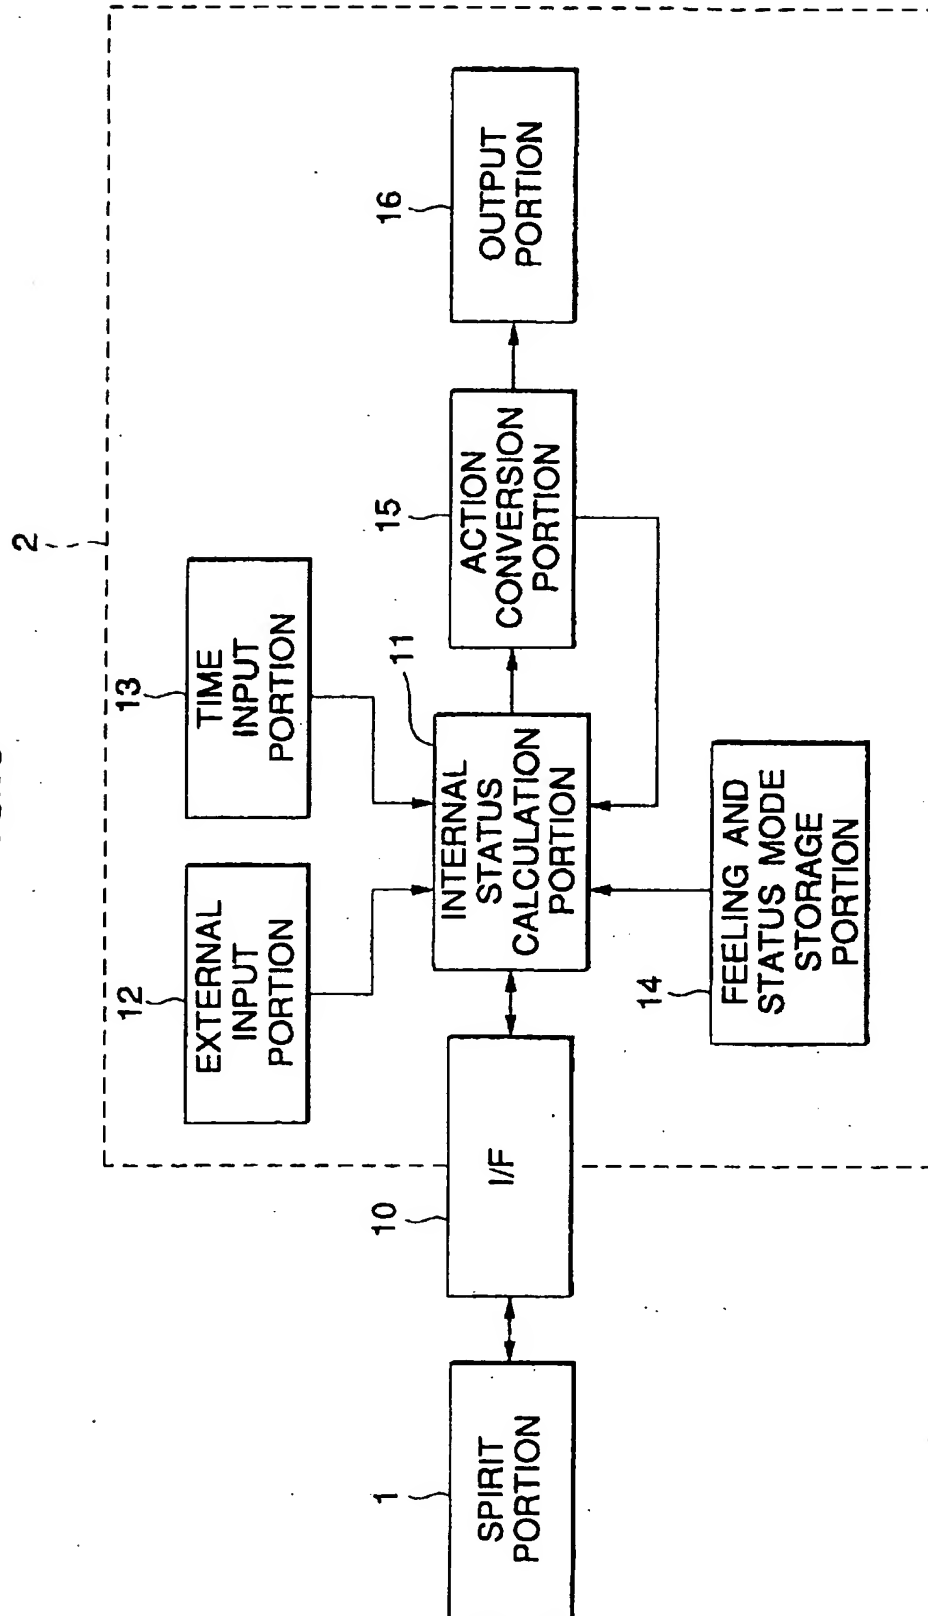 2
12
EXTERNAL
INPUT
PORTION
13
TIME
INPUT
PORTION
1
SPIRIT
PORTION
10
I/F
11
INTERNAL
STATUS
CALCULATION
PORTION
15
ACTION
CONVERSION
PORTION
16
OUTPUT
PORTION
14
FEELING AND
STATUS MODE
STORAGE
PORTION